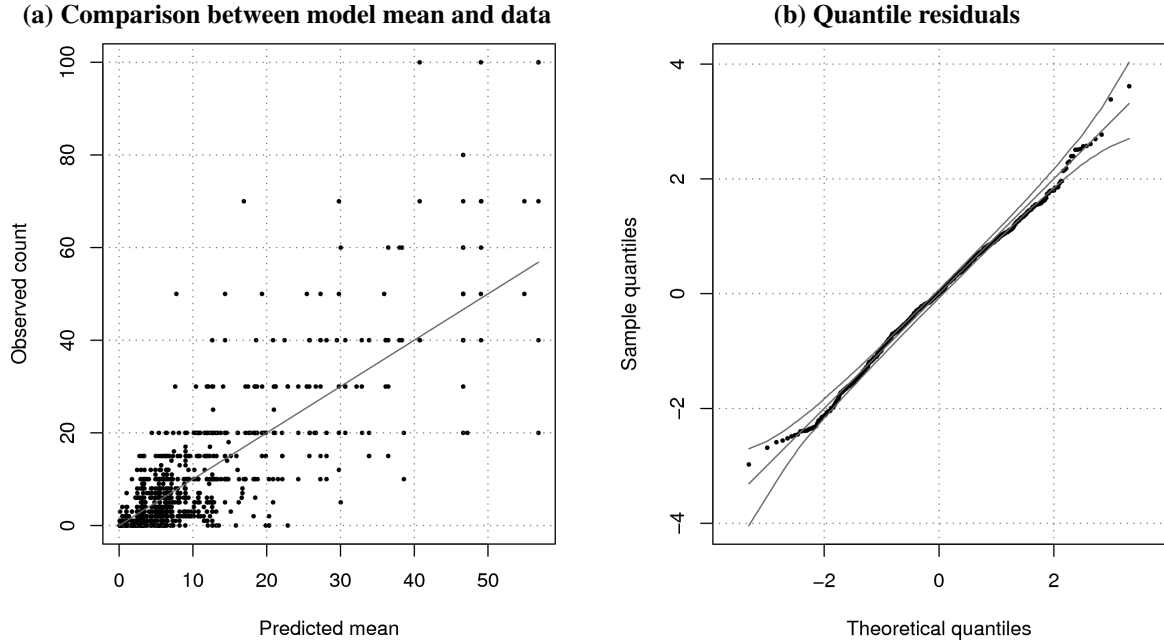 (a) Comparison between model mean and data
100
80
60
40
20
0
Observed count
0 10 20 30 40 50
Predicted mean
(b) Quantile residuals
4
2
0
−2
−4
Sample quantiles
−2 0 2
Theoretical quantiles